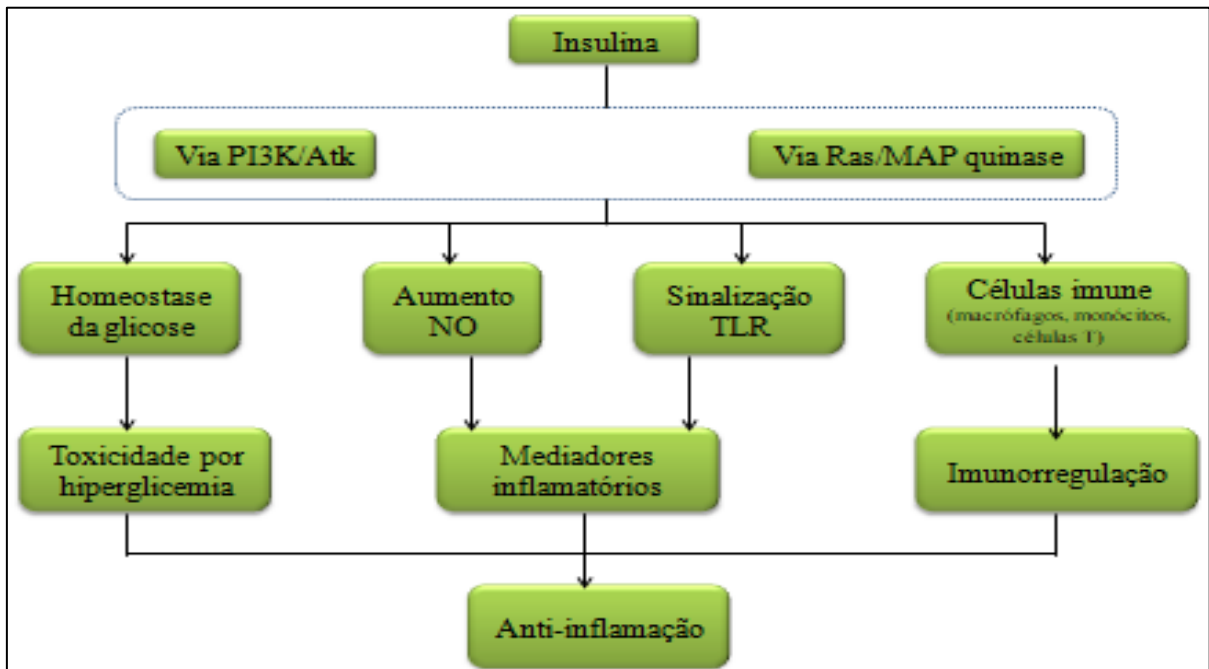 Insulina
Via PI3K/Atk
Via Ras/MAP quinase
Homeostase
da glicose
Aumento
NO
Sinalização
TLR
Células imune
(macrófagos, monócitos,
células T)
Toxicidade por
hiperglicemia
Mediadores
inflamatórios
Imunorregulação
Anti-inflamação